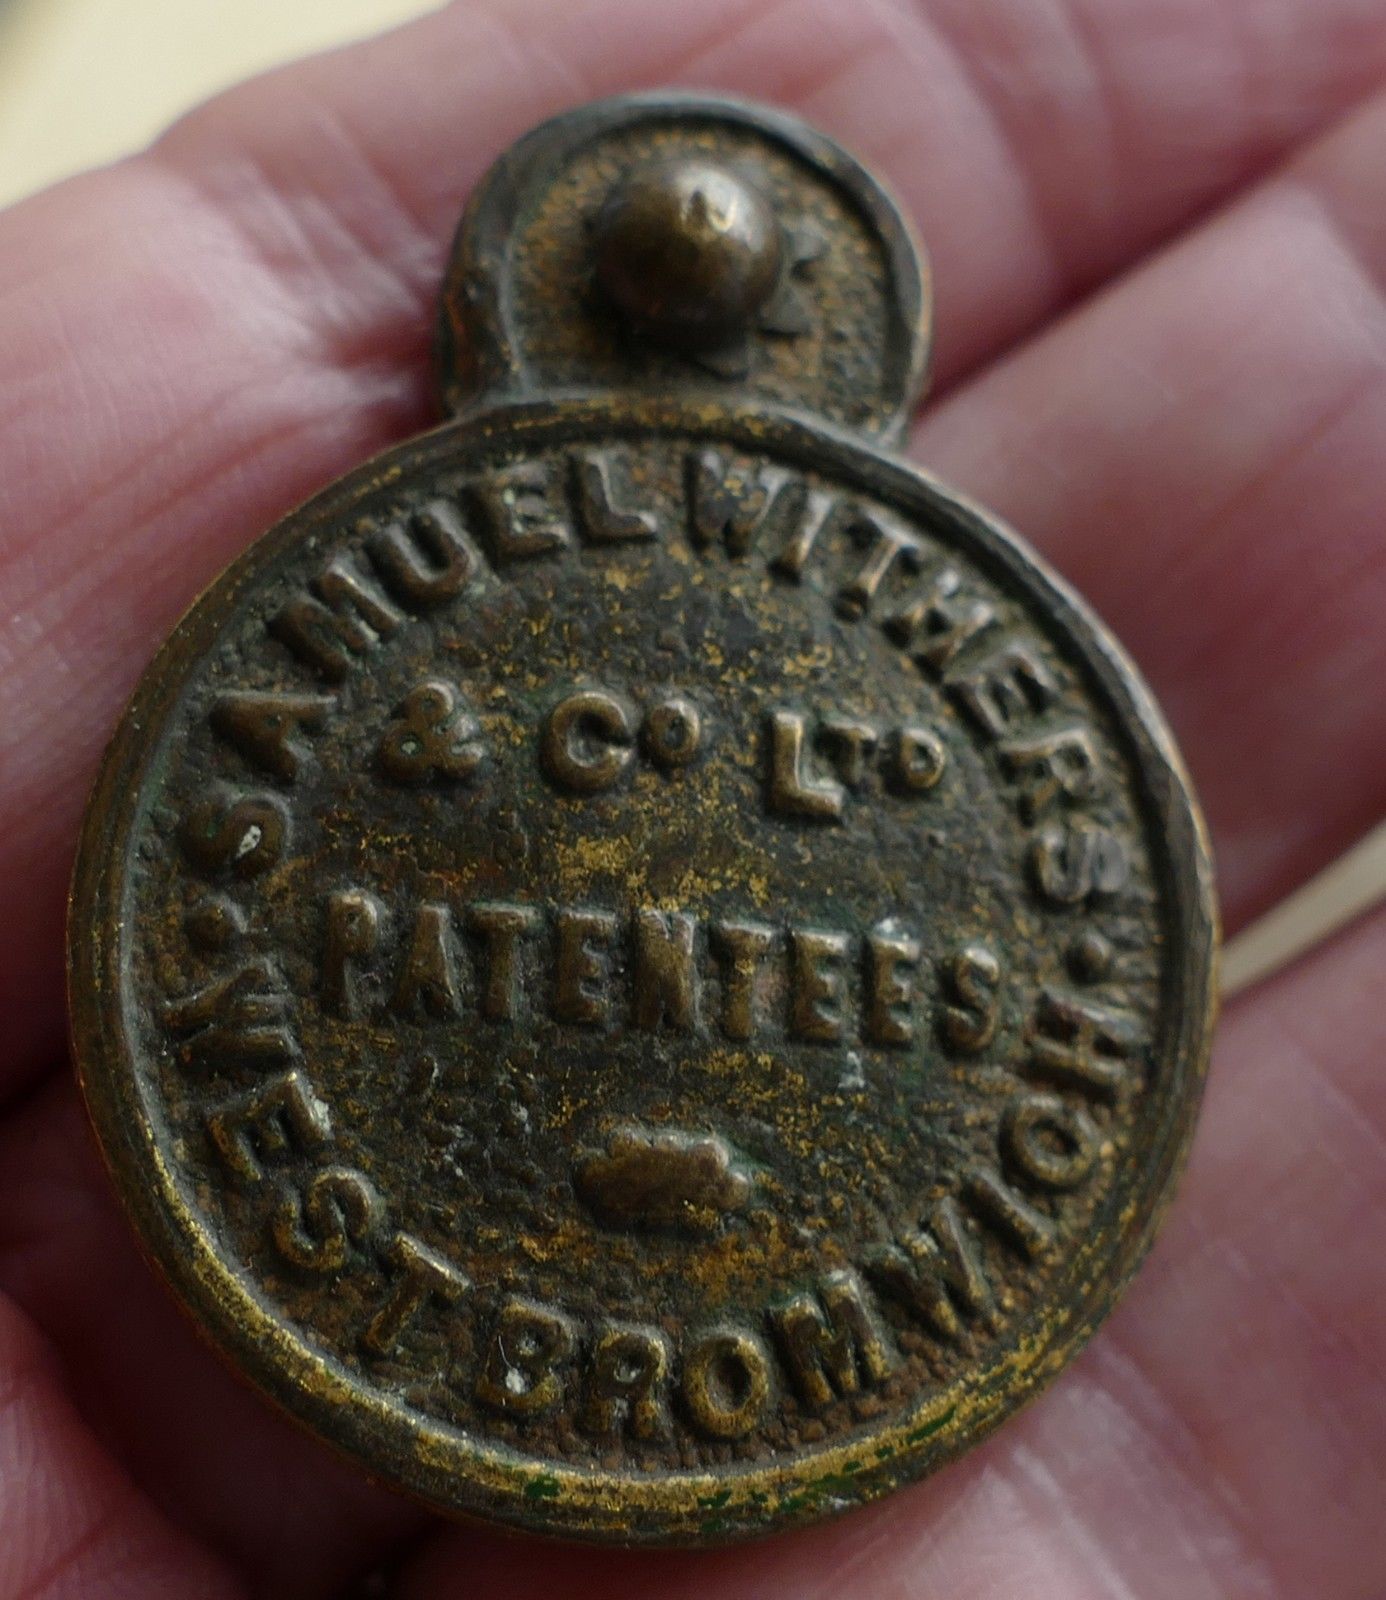 SAMUEL WITHERS
& Co LTD
PATENTEES
WEST BROMWICH